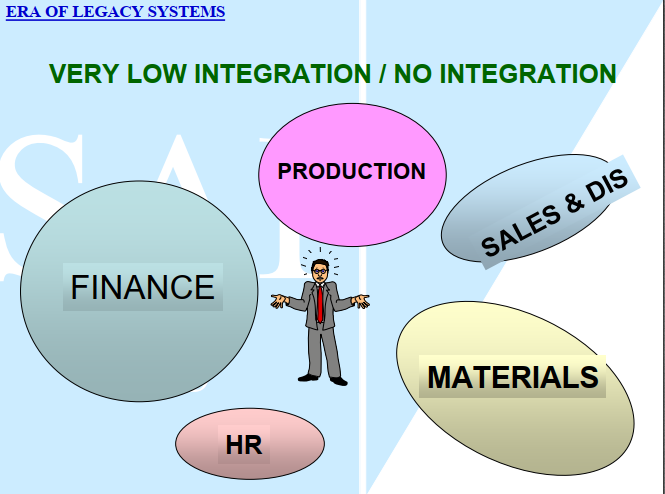 ERA OF LEGACY SYSTEMS
VERY LOW INTEGRATION / NO INTEGRATION
PRODUCTION
SALES & DIS
FINANCE
MATERIALS
HR